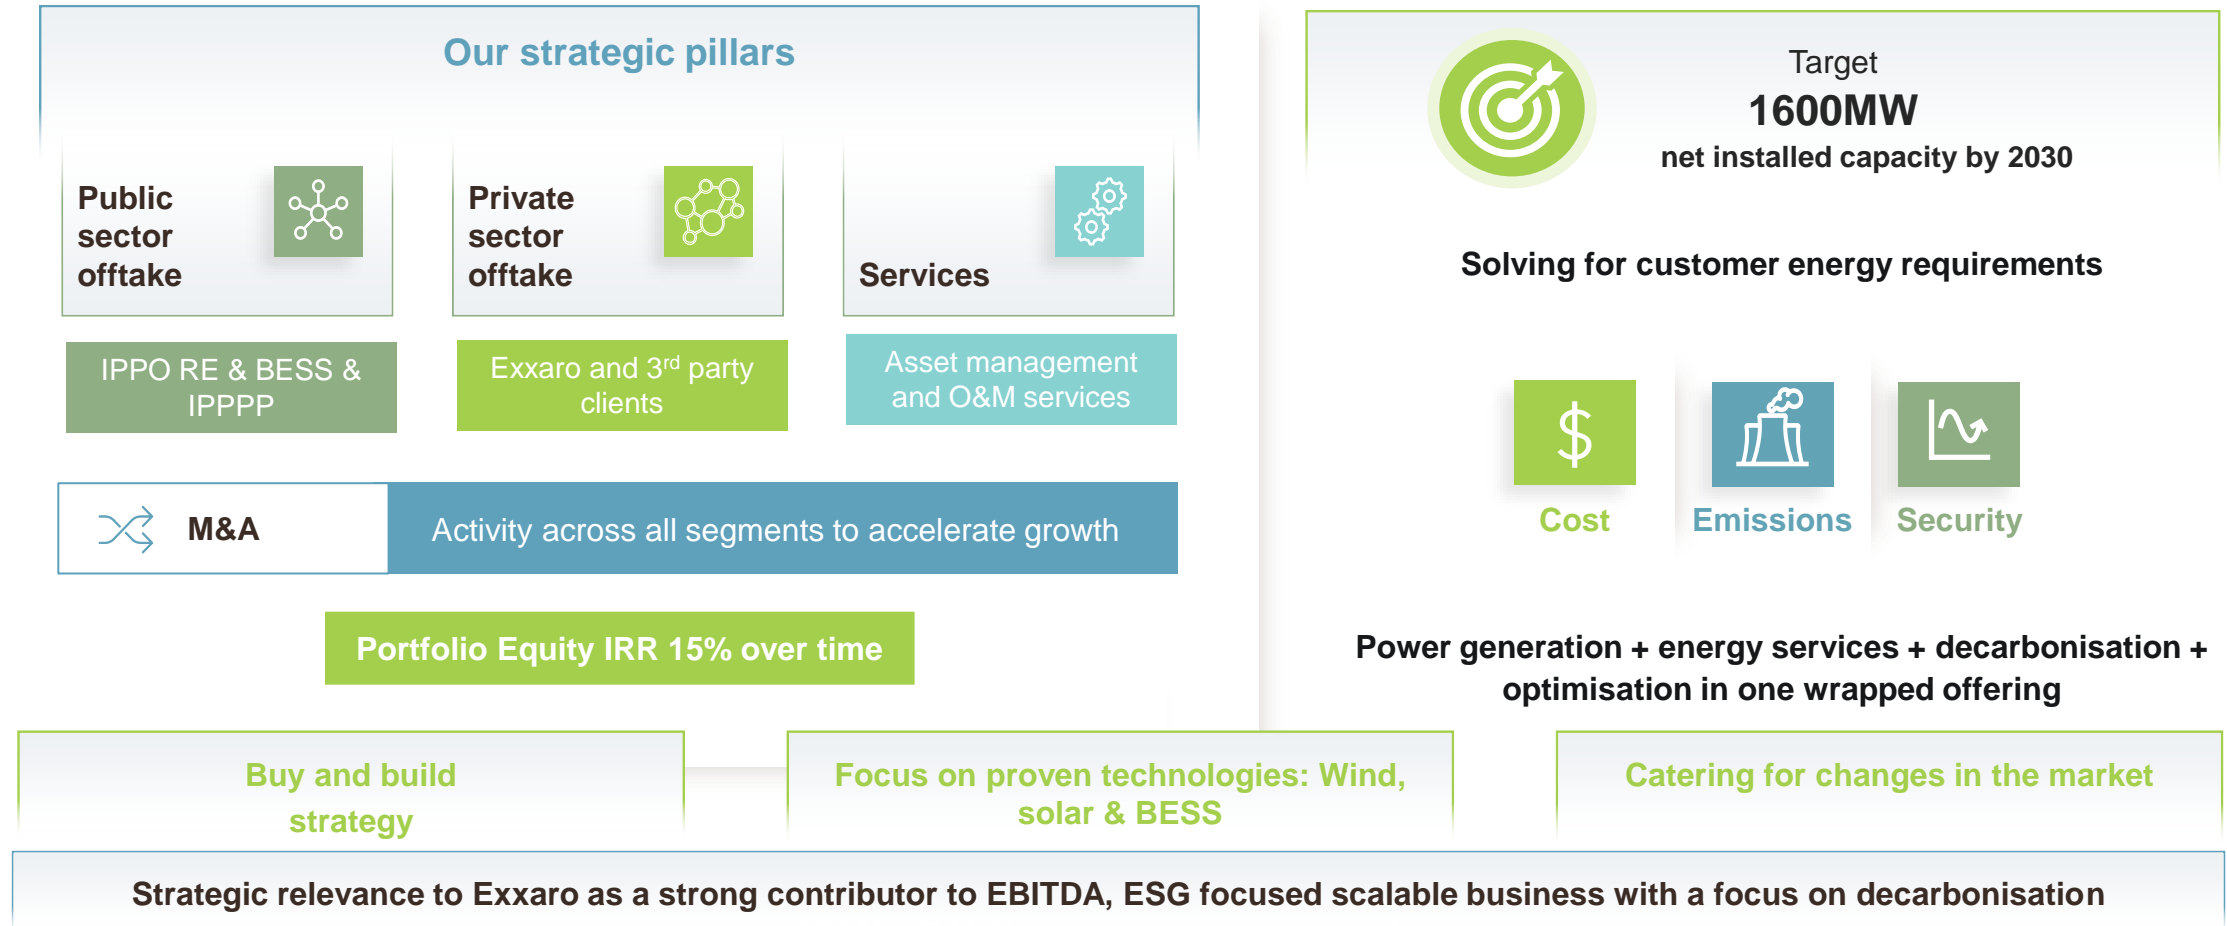 Our strategic pillars
Public
sector
offtake
Private
sector
offtake
Services
IPPO RE & BESS &
IPPPP
Exxaro and 3rd party
clients
Asset management
and O&M services
M&A
Activity across all segments to accelerate growth
Portfolio Equity IRR 15% over time
Target
1600MW
net installed capacity by 2030
Solving for customer energy requirements
$
Cost
Emissions
Security
Power generation + energy services + decarbonisation +
optimisation in one wrapped offering
Buy and build
strategy
Focus on proven technologies: Wind,
solar & BESS
Catering for changes in the market
Strategic relevance to Exxaro as a strong contributor to EBITDA, ESG focused scalable business with a focus on decarbonisation